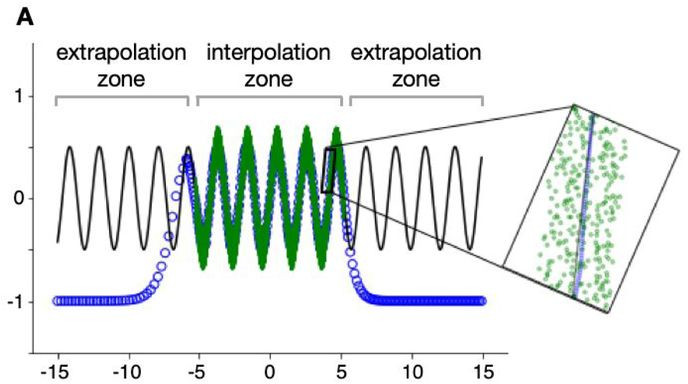 A
extrapolation zone
interpolation zone
extrapolation zone
1
0
-1
-15 -10 -5 0 5 10 15